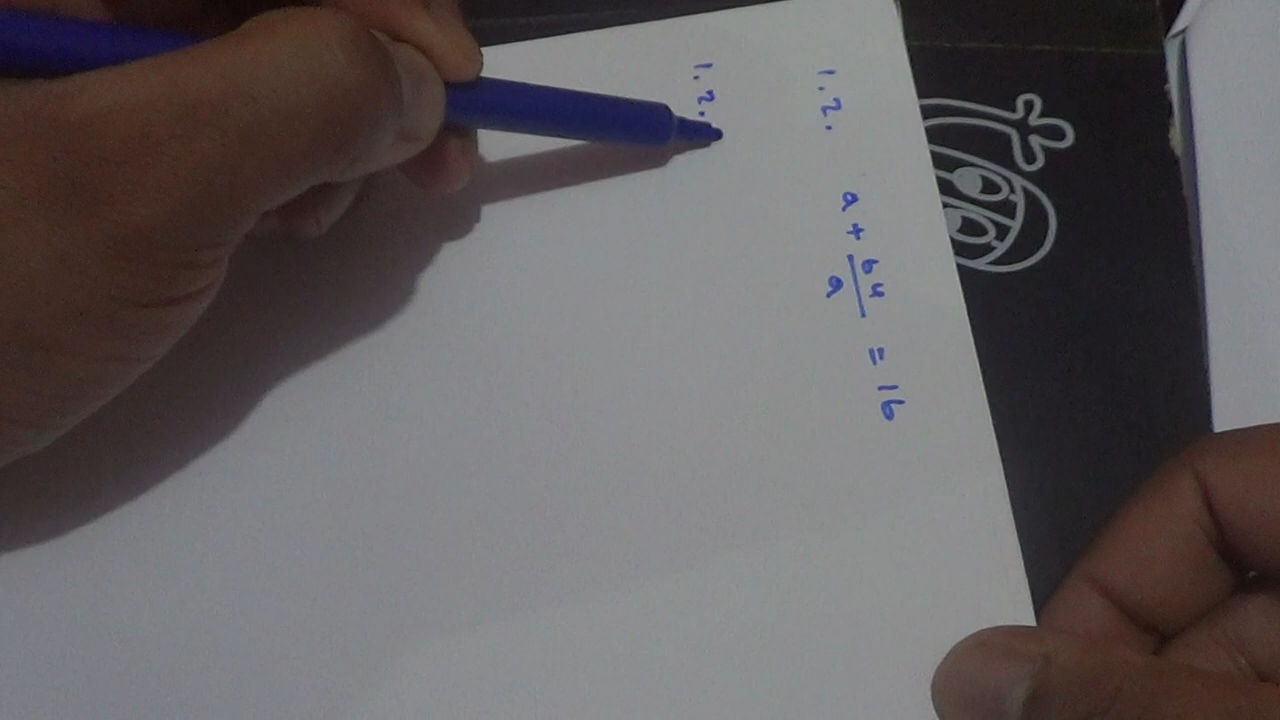 1.2. a + 64/a = 16
1.2.